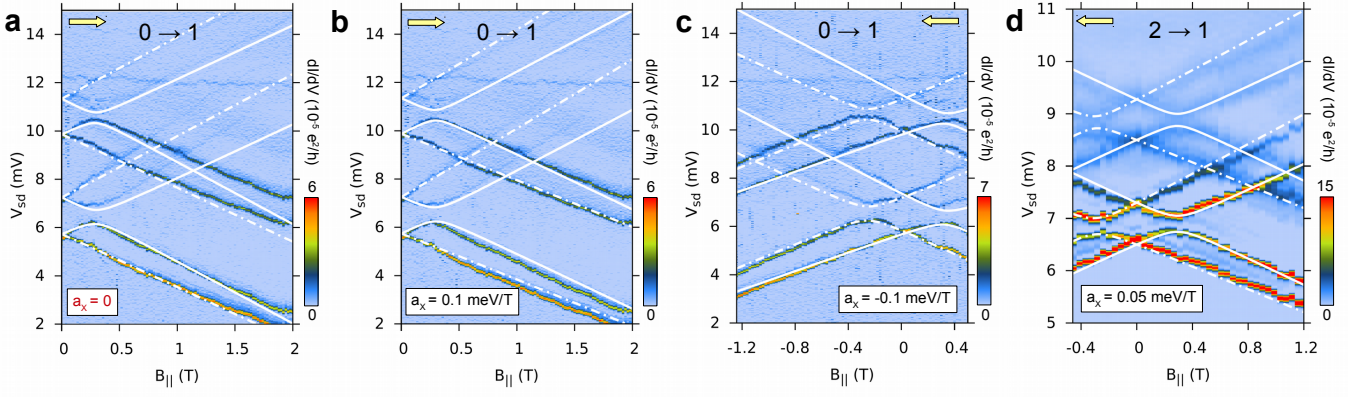 a
0 → 1
14
12
10
8
6
4
2
V_sd (mV)
0 0.5 1 1.5 2
B_|| (T)
a_x = 0
dI/dV (10^-5 e^2/h)
6
0
b
0 → 1
14
12
10
8
6
4
2
V_sd (mV)
0 0.5 1 1.5 2
B_|| (T)
a_x = 0.1 meV/T
dI/dV (10^-5 e^2/h)
6
0
c
0 → 1
14
12
10
8
6
4
2
V_sd (mV)
-1.2 -0.8 -0.4 0 0.4
B_|| (T)
a_x = -0.1 meV/T
dI/dV (10^-5 e^2/h)
7
0
d
2 → 1
11
10
9
8
7
6
5
V_sd (mV)
-0.4 0 0.4 0.8 1.2
B_|| (T)
a_x = 0.05 meV/T
dI/dV (10^-5 e^2/h)
15
0